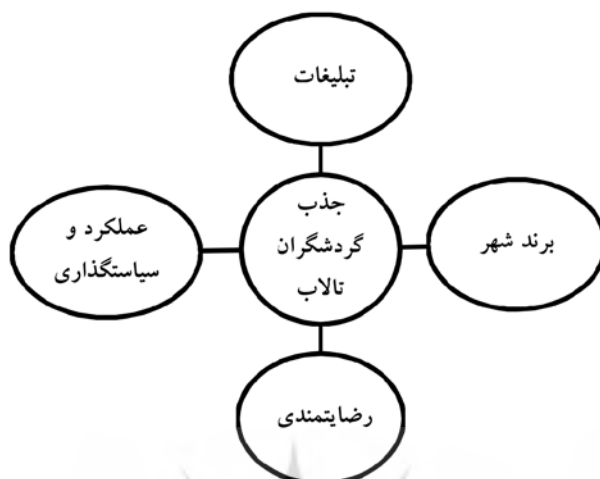 تبلیغات
جذب
گردشگران
تالاب
برند شهر
عملکرد و
سیاستگذاری
رضایتمندی